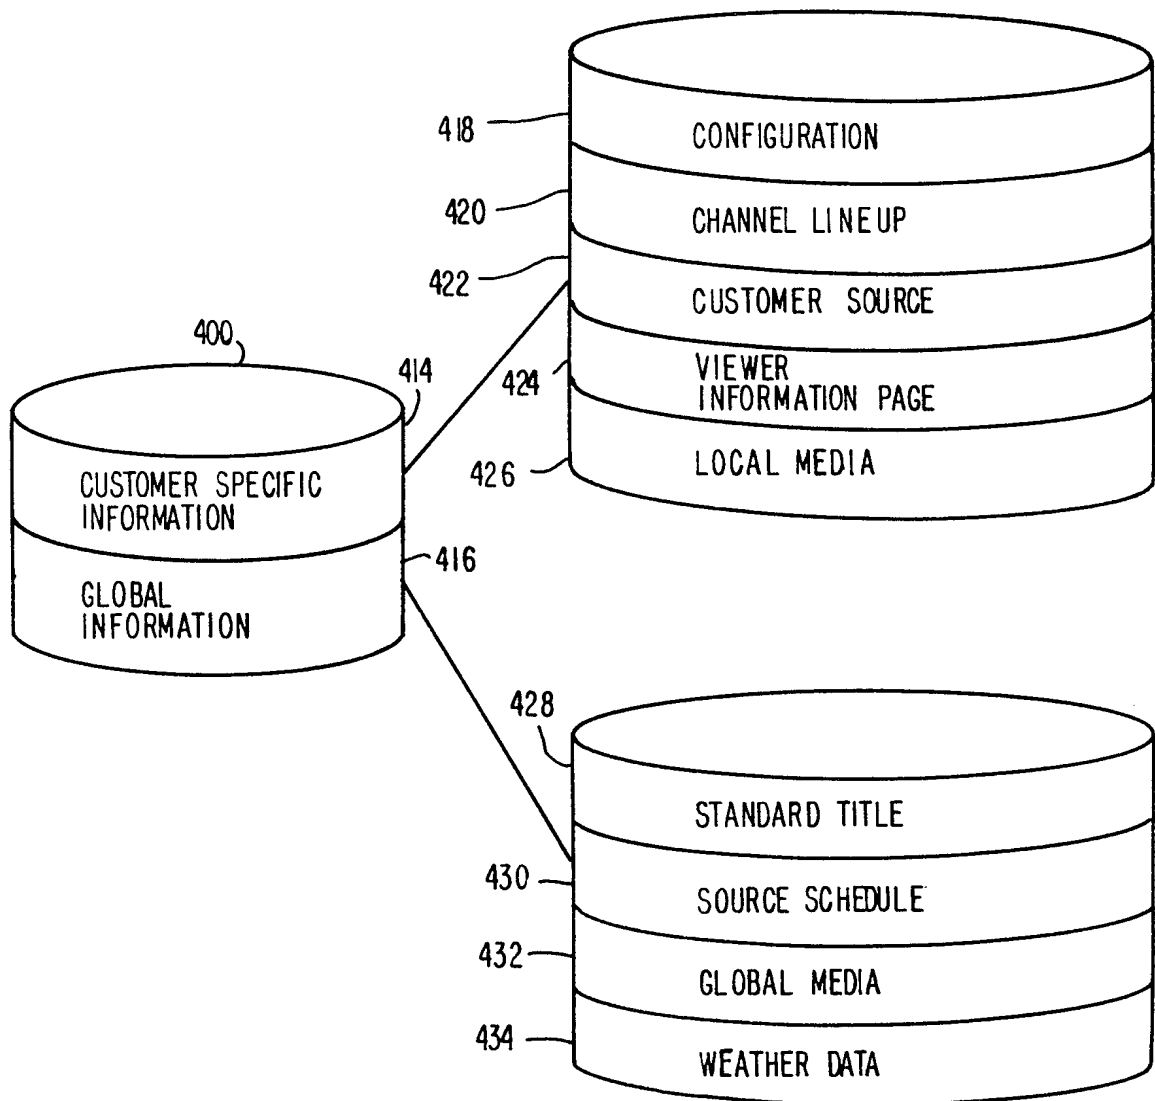 418
CONFIGURATION
420
CHANNEL LINEUP
422
CUSTOMER SOURCE
424
VIEWER
INFORMATION PAGE
426
LOCAL MEDIA
400
414
CUSTOMER SPECIFIC
INFORMATION
416
GLOBAL
INFORMATION
428
STANDARD TITLE
430
SOURCE SCHEDULE
432
GLOBAL MEDIA
434
WEATHER DATA